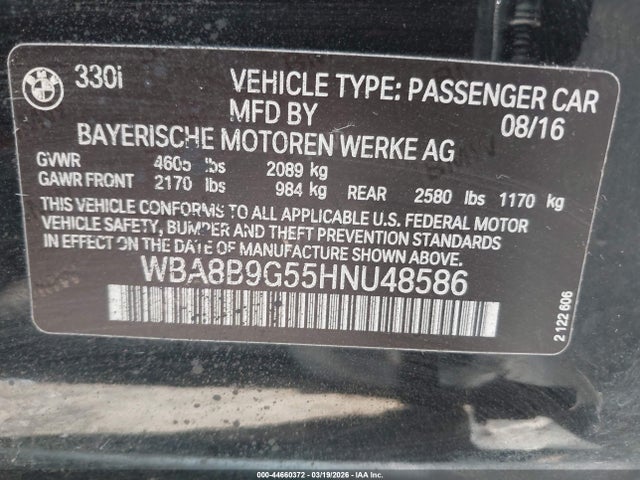 330i
VEHICLE TYPE: PASSENGER CAR
MFD BY 08/16
BAYERISCHE MOTOREN WERKE AG
GVWR 4605 lbs 2089 kg
GAWR FRONT 2170 lbs 984 kg REAR 2580 lbs 1170 kg
THIS VEHICLE CONFORMS TO ALL APPLICABLE U.S. FEDERAL MOTOR
VEHICLE SAFETY, BUMPER AND THEFT PREVENTION STANDARDS
IN EFFECT ON THE DATE OF MANUFACTURE SHOWN ABOVE.
WBA8B9G55HNU48586
2 122 606
000-44660372 - 03/19/2026 - IAA Inc.